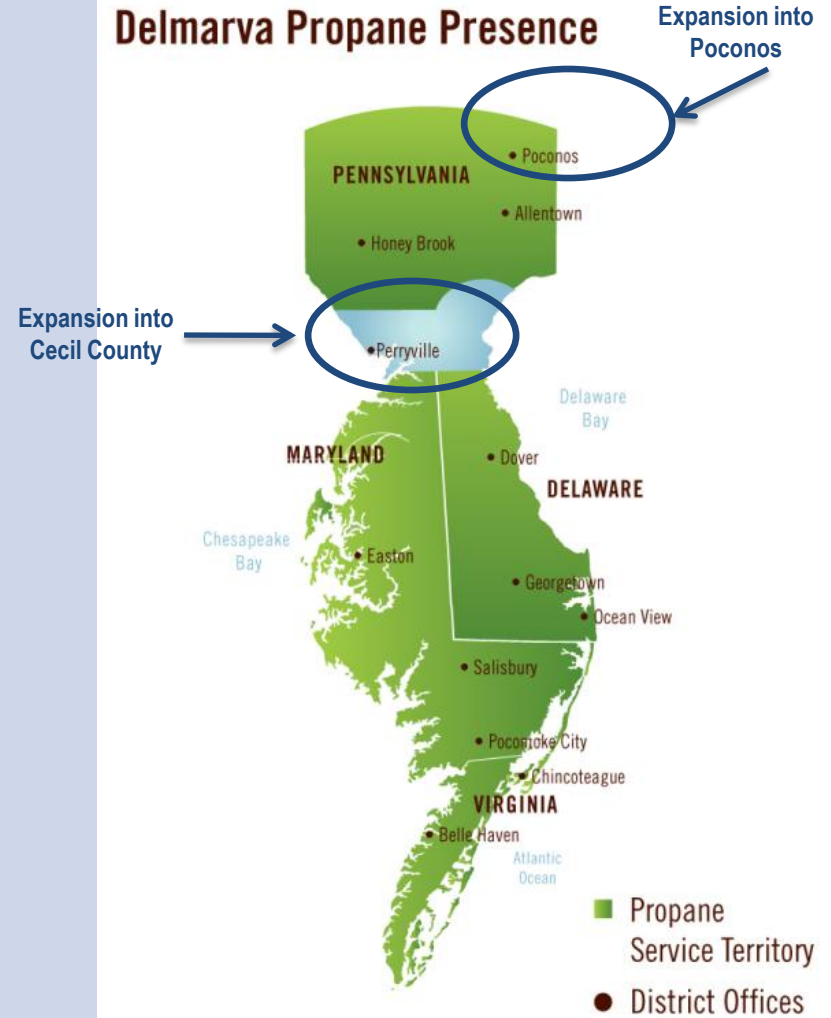 Delmarva Propane Presence
Expansion into
Poconos
Poconos
PENNSYLVANIA
Allentown
Honey Brook
Expansion into
Cecil County
Perryville
Delaware
Bay
MARYLAND
Dover
DELAWARE
Chesapeake
Bay
Easton
Georgetown
Ocean View
Salisbury
Pocomoke City
Chincoteague
VIRGINIA
Belle Haven
Atlantic
Ocean
Propane
Service Territory
District Offices